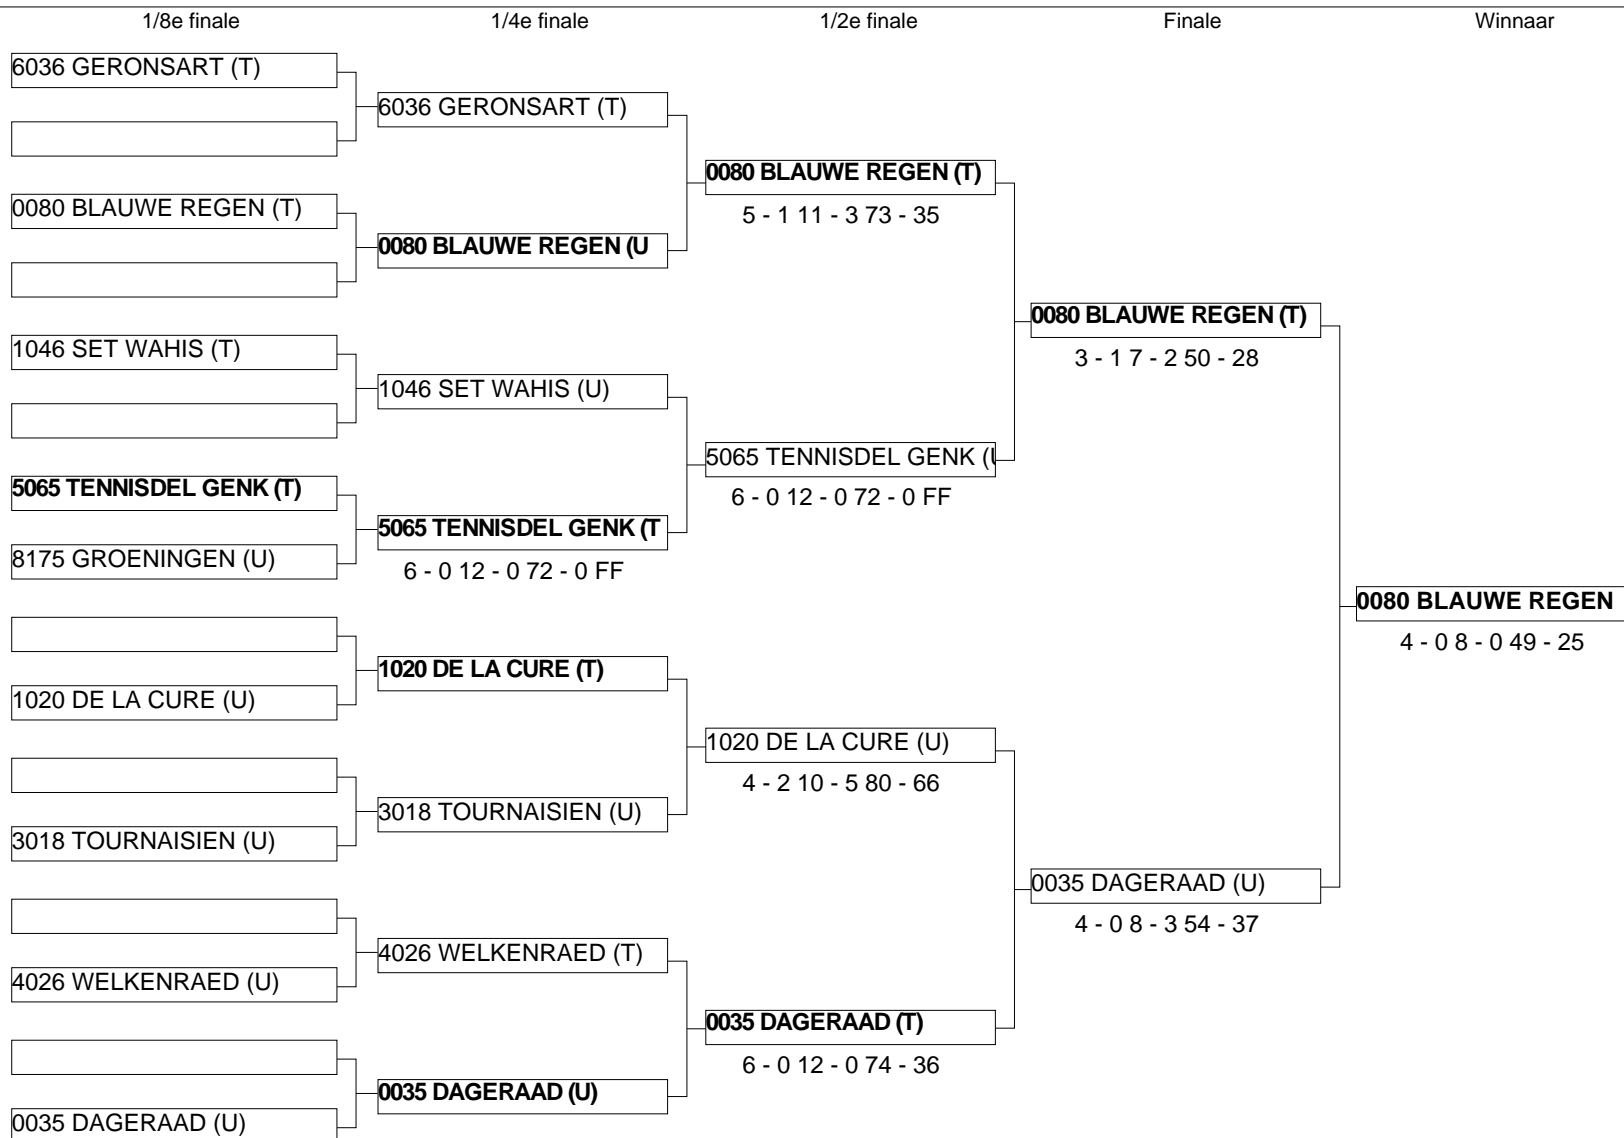 1/8e finale
1/4e finale
1/2e finale
Finale
Winnaar
6036 GERONSART (T)
0080 BLAUWE REGEN (T)
1046 SET WAHIS (T)
5065 TENNISDEL GENK (T)
8175 GROENINGEN (U)
1020 DE LA CURE (U)
3018 TOURNAISIEN (U)
4026 WELKENRAED (U)
0035 DAGERAAD (U)
6036 GERONSART (T)
0080 BLAUWE REGEN (U
1046 SET WAHIS (U)
5065 TENNISDEL GENK (T
6 - 0 12 - 0 72 - 0 FF
1020 DE LA CURE (T)
3018 TOURNAISIEN (U)
4026 WELKENRAED (T)
0035 DAGERAAD (U)
0080 BLAUWE REGEN (T)
5 - 1 11 - 3 73 - 35
5065 TENNISDEL GENK (U
6 - 0 12 - 0 72 - 0 FF
1020 DE LA CURE (U)
4 - 2 10 - 5 80 - 66
0035 DAGERAAD (T)
6 - 0 12 - 0 74 - 36
0080 BLAUWE REGEN (T)
3 - 1 7 - 2 50 - 28
0035 DAGERAAD (U)
4 - 0 8 - 3 54 - 37
0080 BLAUWE REGEN
4 - 0 8 - 0 49 - 25